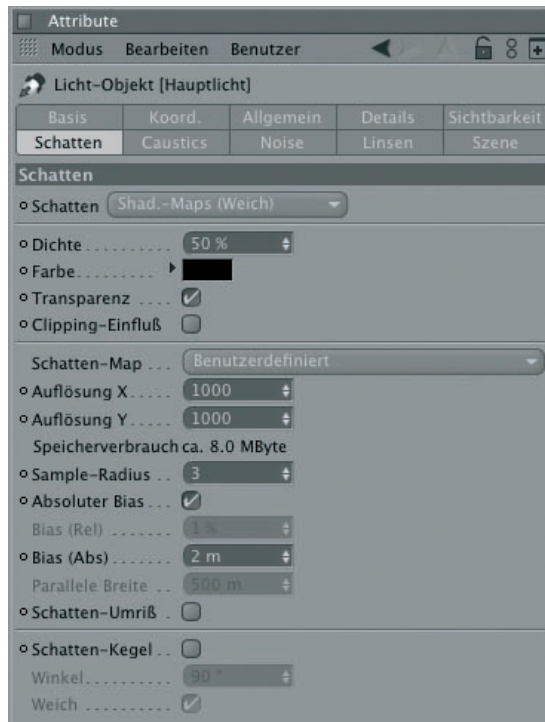 Attribute
Modus Bearbeiten Benutzer
Licht-Objekt [Hauptlicht]
Basis Koord. Allgemein Details Sichtbarkeit
Schatten Caustics Noise Linsen Szene
Schatten
Schatten Shad.-Maps (Weich)
Dichte . . . . . . . . . . 50 %
Farbe . . . . . . . . .
Transparenz . . . .
Clipping-Einfluß
Schatten-Map . . . Benutzerdefiniert
Auflösung X . . . . . 1000
Auflösung Y . . . . . 1000
Speicherverbrauch ca. 8.0 MByte
Sample-Radius . . 3
Absoluter Bias . .
Bias (Rel) . . . . . . . 1 %
Bias (Abs) . . . . . . . 2 m
Parallele Breite . . 500 m
Schatten-Umriß .
Schatten-Kegel . .
Winkel . . . . . . . . . . 90 °
Weich . . . . . . . . . .